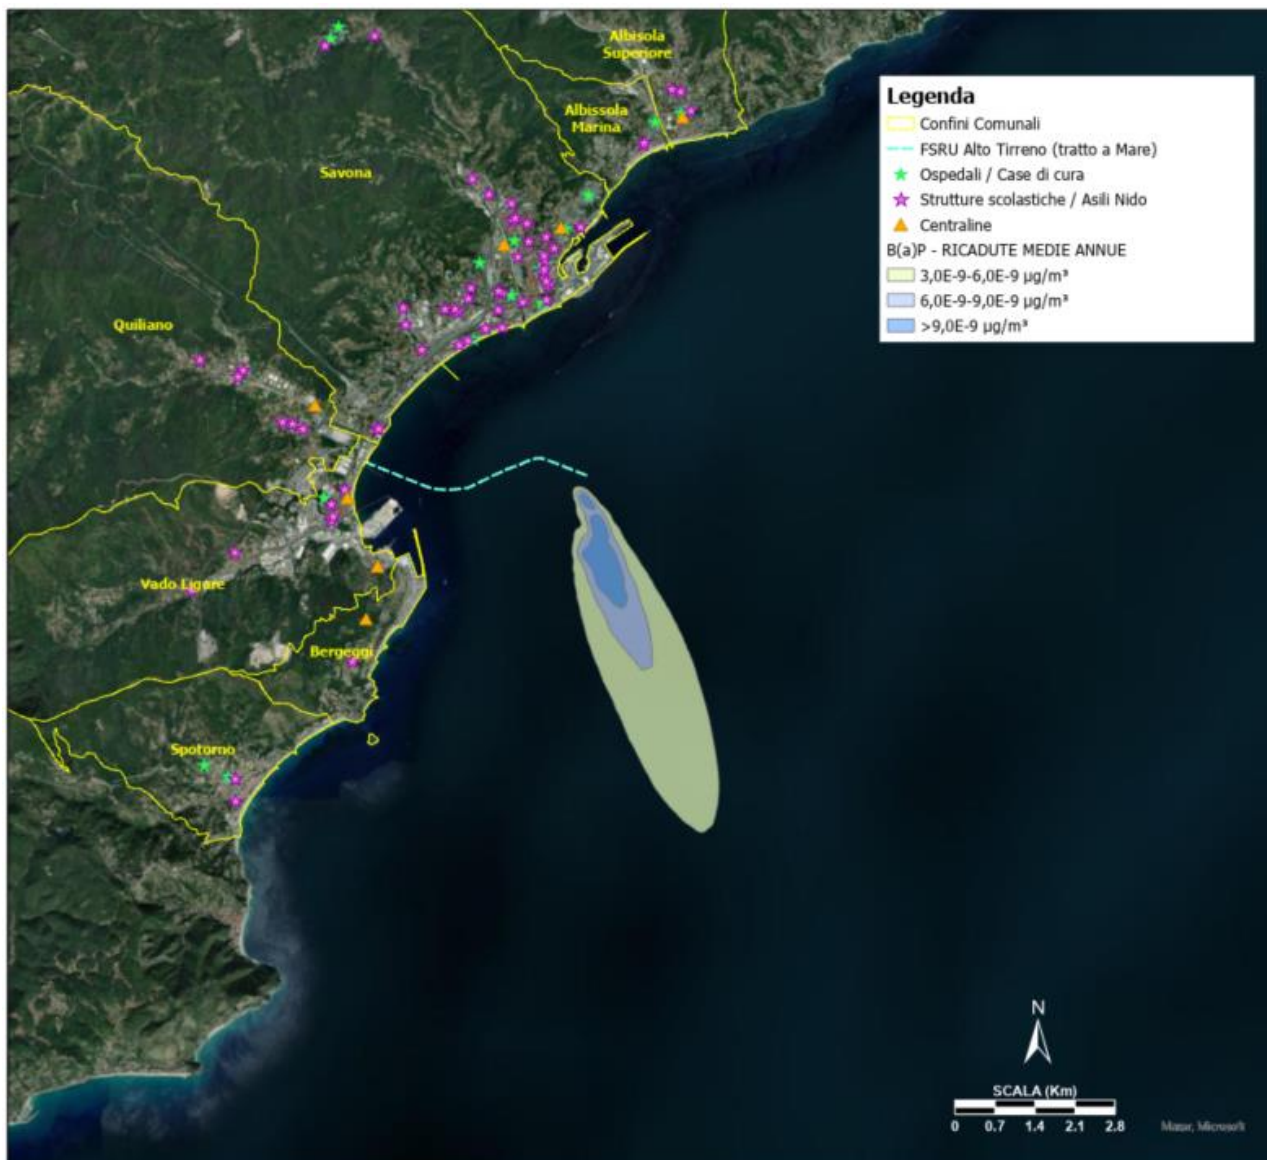 Albisola
Superiore
Albissola
Marina
Savona
Quiliano
Vado Ligure
Bergeggi
Spotorno
Legenda
Confini Comunali
FSRU Alto Tirreno (tratto a Mare)
Ospedali / Case di cura
Strutture scolastiche / Asili Nido
Centraline
B(a)P - RICADUTE MEDIE ANNUE
3,0E-9-6,0E-9 µg/m³
6,0E-9-9,0E-9 µg/m³
>9,0E-9 µg/m³
N
SCALA (Km)
0 0.7 1.4 2.1 2.8
Maxar, Microsoft